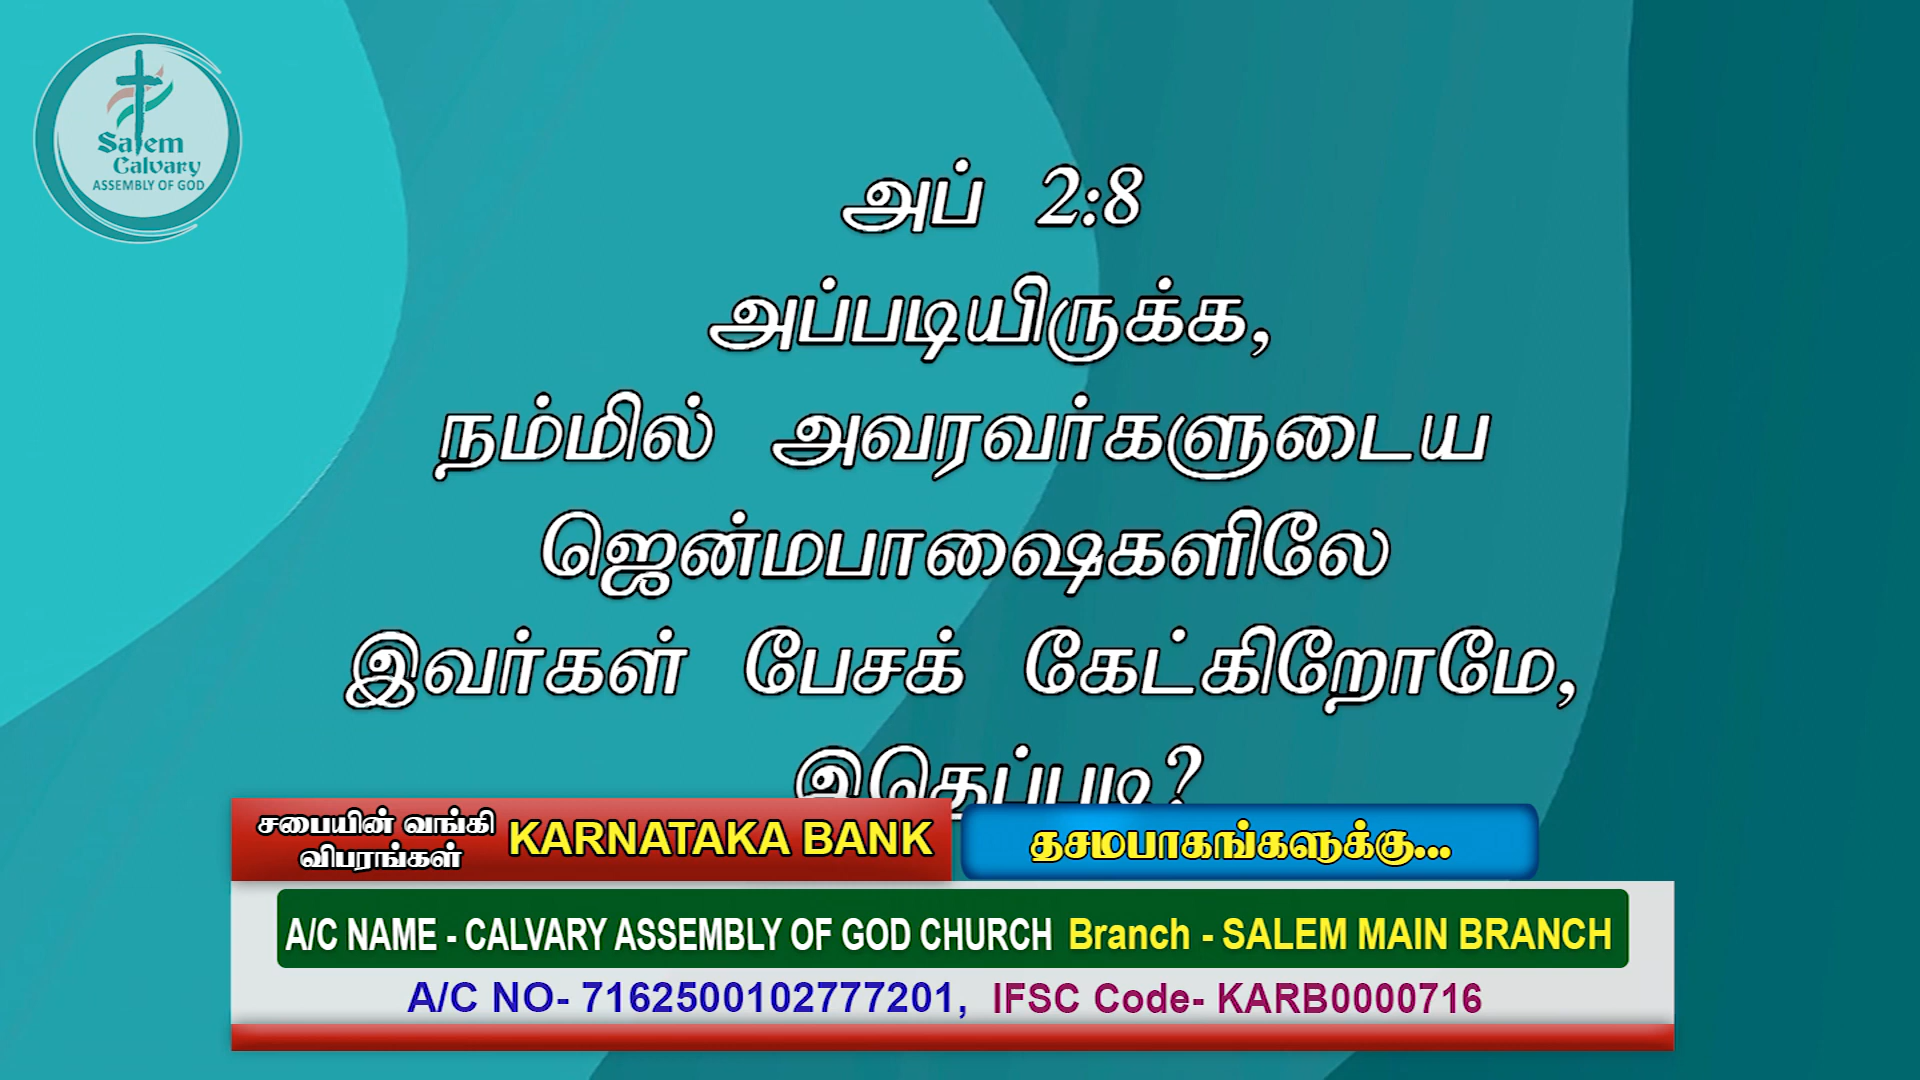 Salem
Calvary
ASSEMBLY OF GOD
அப் 2:8
அப்படியிருக்க,
நம்மில் அவரவர்களுடைய
ஜென்மபாஷைகளிலே
இவர்கள் பேசக் கேட்கிறோமே,
இதெப்படி?
சபையின் வங்கி
விபரங்கள்
KARNATAKA BANK
தசமபாகங்களுக்கு...
A/C NAME - CALVARY ASSEMBLY OF GOD CHURCH Branch - SALEM MAIN BRANCH
A/C NO- 7162500102777201, IFSC Code- KARB0000716